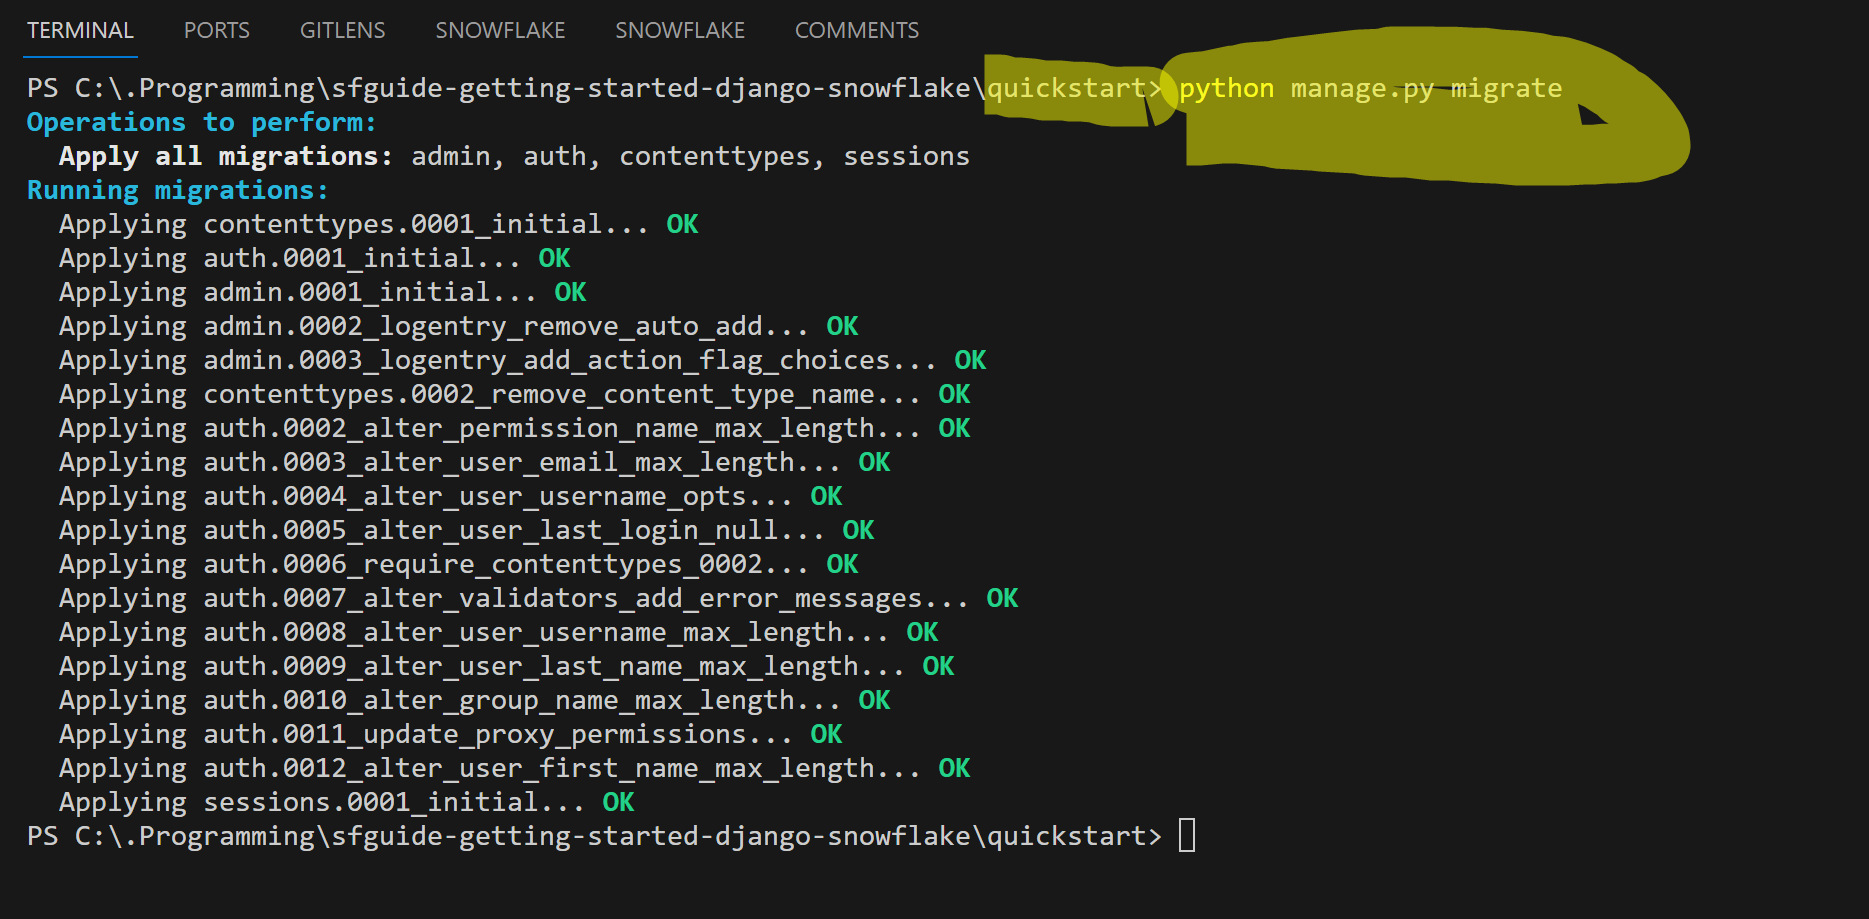 TERMINAL PORTS GITLENS SNOWFLAKE SNOWFLAKE COMMENTS
PS C:\.Programming\sfguide-getting-started-django-snowflake\quickstart> python manage.py migrate
Operations to perform:
  Apply all migrations: admin, auth, contenttypes, sessions
Running migrations:
  Applying contenttypes.0001_initial... OK
  Applying auth.0001_initial... OK
  Applying admin.0001_initial... OK
  Applying admin.0002_logentry_remove_auto_add... OK
  Applying admin.0003_logentry_add_action_flag_choices... OK
  Applying contenttypes.0002_remove_content_type_name... OK
  Applying auth.0002_alter_permission_name_max_length... OK
  Applying auth.0003_alter_user_email_max_length... OK
  Applying auth.0004_alter_user_username_opts... OK
  Applying auth.0005_alter_user_last_login_null... OK
  Applying auth.0006_require_contenttypes_0002... OK
  Applying auth.0007_alter_validators_add_error_messages... OK
  Applying auth.0008_alter_user_username_max_length... OK
  Applying auth.0009_alter_user_last_name_max_length... OK
  Applying auth.0010_alter_group_name_max_length... OK
  Applying auth.0011_update_proxy_permissions... OK
  Applying auth.0012_alter_user_first_name_max_length... OK
  Applying sessions.0001_initial... OK
PS C:\.Programming\sfguide-getting-started-django-snowflake\quickstart>